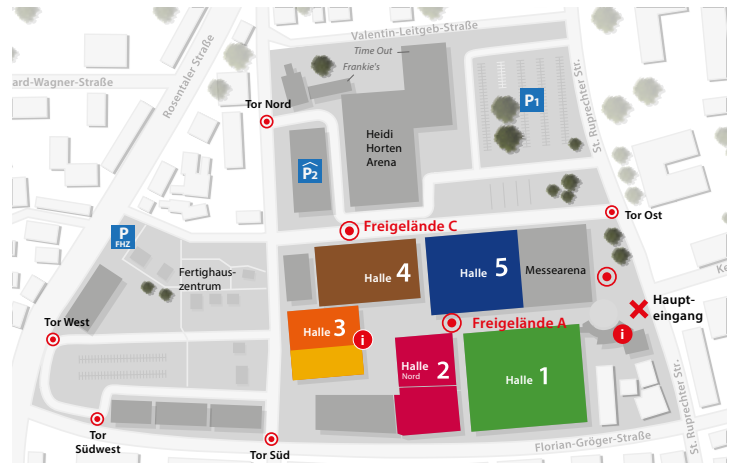 Valentin-Leitgeb-Straße
Time Out
Frankie's
ard-Wagner-Straße
Rosentaler Straße
St. Ruprechter Str.
Tor Nord
P1
Heidi
Horten
Arena
P2
Tor Ost
Freigelände C
P
FHZ
Fertighaus-
zentrum
Halle 4
Halle 5
Messearena
Ke
Haupt-
eingang
Tor West
Halle 3
i
Freigelände A
i
Halle 2
Nord
Halle 1
St. Ruprechter Str.
Tor
Südwest
Tor Süd
Florian-Gröger-Straße